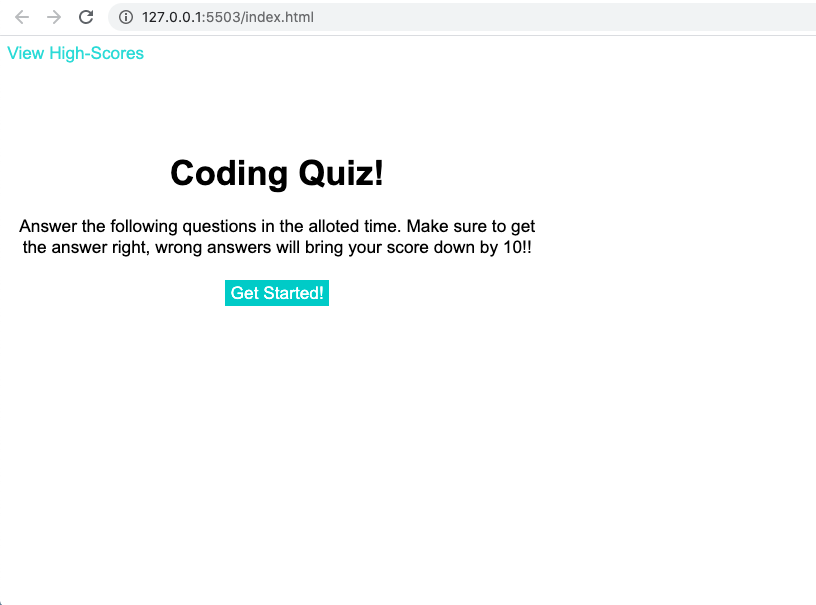 127.0.0.1:5503/index.html
View High-Scores
Coding Quiz!
Answer the following questions in the alloted time. Make sure to get
the answer right, wrong answers will bring your score down by 10!!
Get Started!